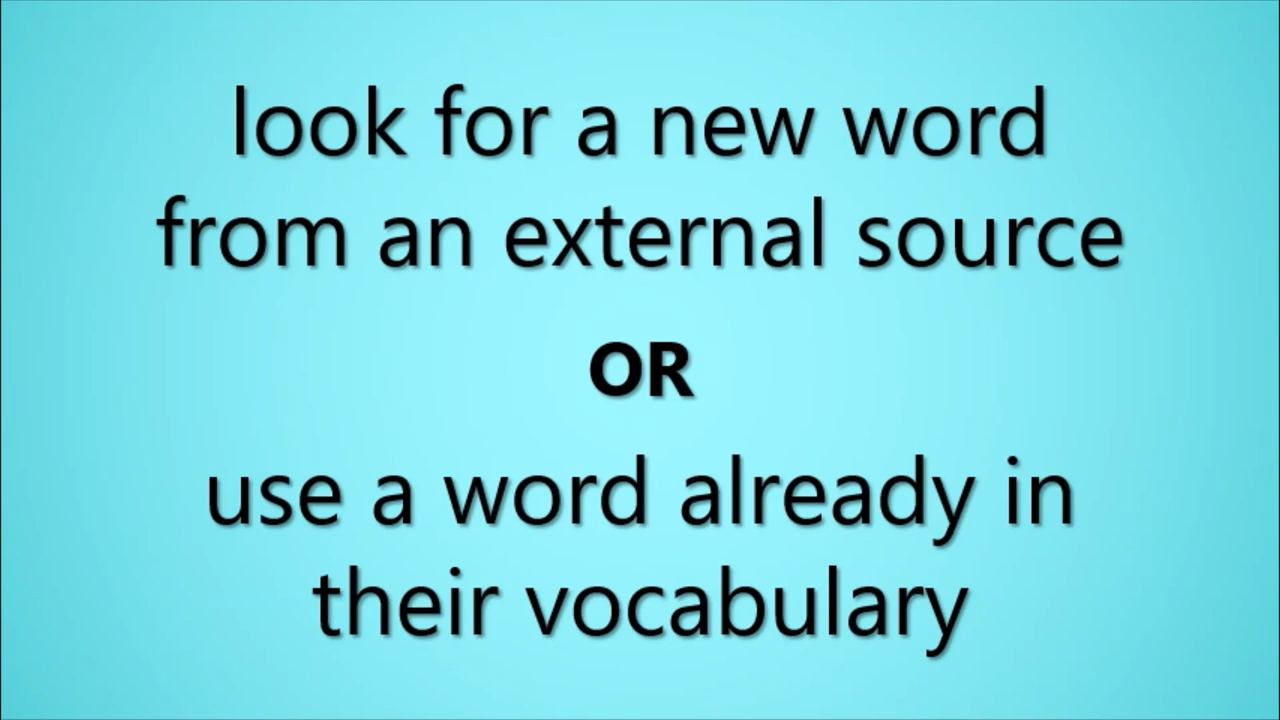 look for a new word
from an external source
OR
use a word already in
their vocabulary